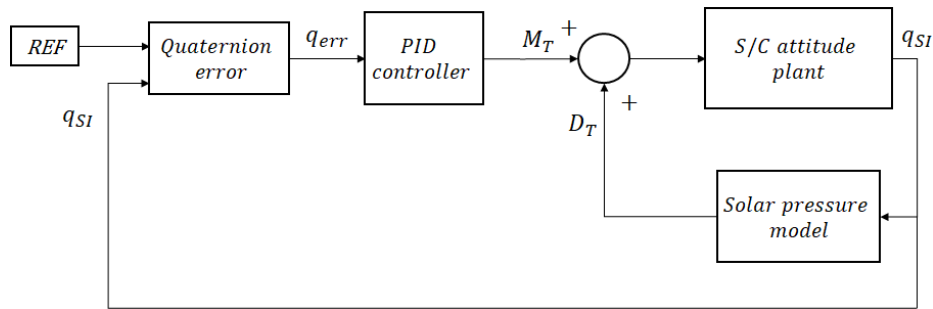 REF
Quaternion
error
q_err
PID
controller
M_T
+
S/C attitude
plant
q_SI
q_SI
D_T
+
Solar pressure
model